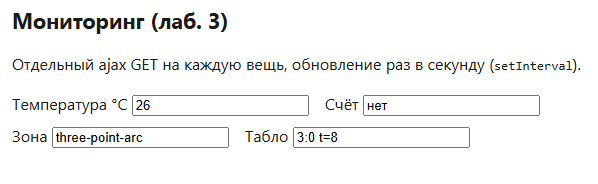 Мониторинг (лаб. 3)
Отдельный ajax GET на каждую вещь, обновление раз в секунду (setInterval).
Температура °C 26 Счёт нет
Зона three-point-arc Табло 3:0 t=8